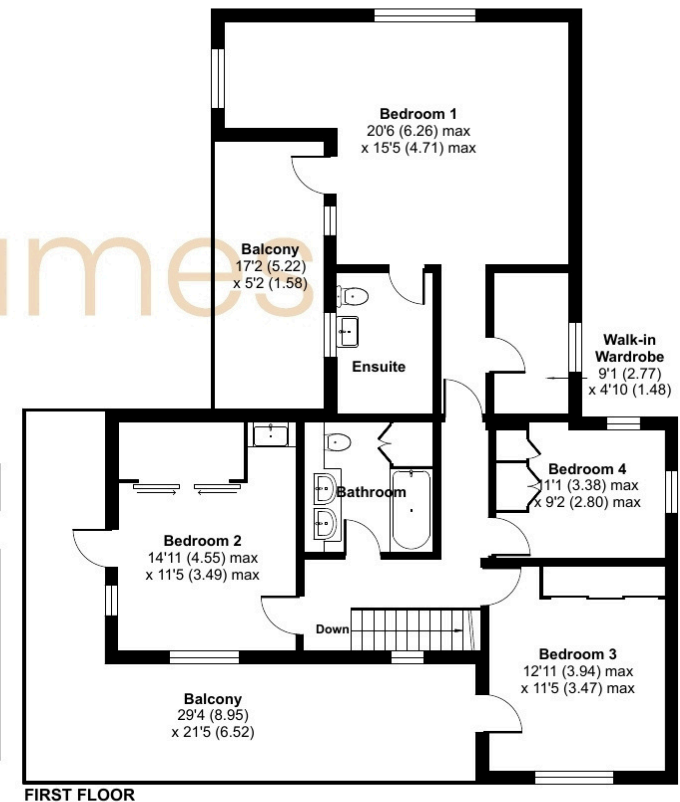 Bedroom 1
20'6 (6.26) max
x 15'5 (4.71) max
Balcony
17'2 (5.22)
x 5'2 (1.58)
umes
Ensuite
Walk-in
Wardrobe
9'1 (2.77)
x 4'10 (1.48)
Bedroom 4
11'1 (3.38) max
x 9'2 (2.80) max
Bathroom
Bedroom 2
14'11 (4.55) max
x 11'5 (3.49) max
Down
Bedroom 3
12'11 (3.94) max
x 11'5 (3.47) max
Balcony
29'4 (8.95)
x 21'5 (6.52)
FIRST FLOOR